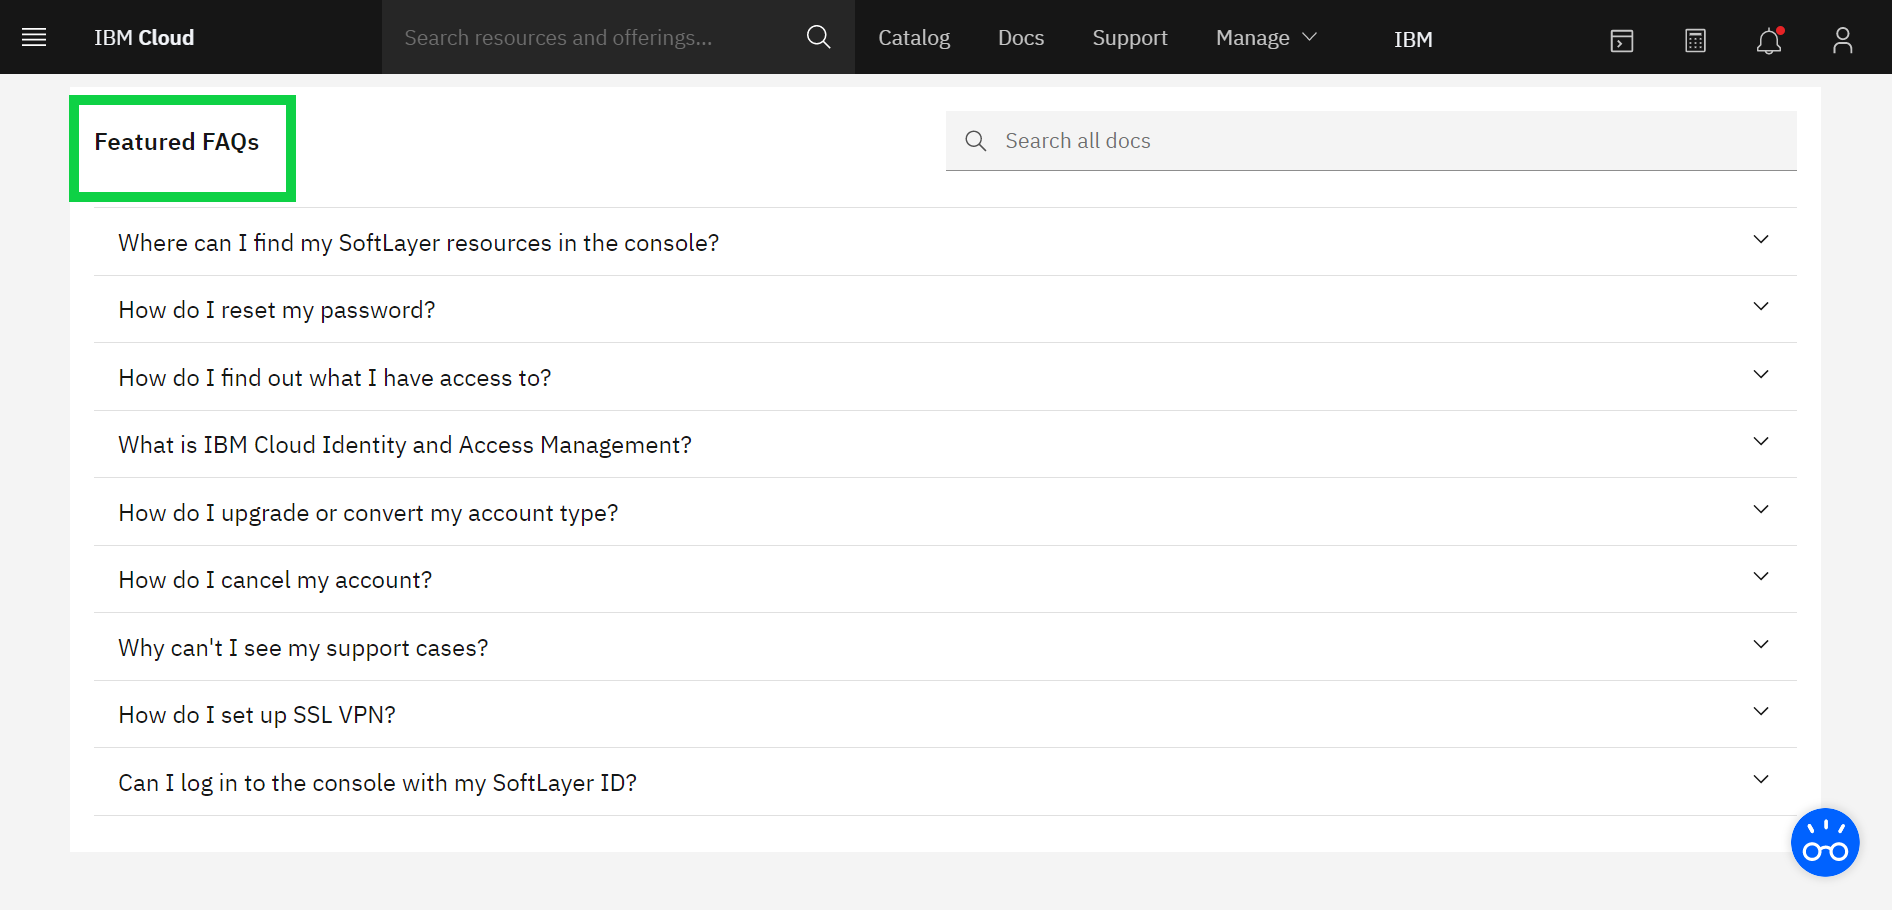 IBM Cloud
Search resources and offerings...
Catalog
Docs
Support
Manage
IBM
Featured FAQs
Search all docs
Where can I find my SoftLayer resources in the console?
How do I reset my password?
How do I find out what I have access to?
What is IBM Cloud Identity and Access Management?
How do I upgrade or convert my account type?
How do I cancel my account?
Why can't I see my support cases?
How do I set up SSL VPN?
Can I log in to the console with my SoftLayer ID?